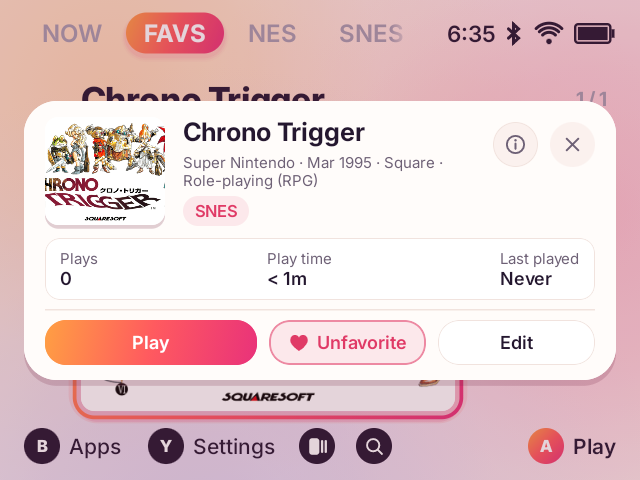 NOW FAVS NES SNES 6:35
Chrono Trigger 1/1
Chrono Trigger
Super Nintendo · Mar 1995 · Square ·
Role-playing (RPG)
SNES
HRONO
クロノ・トリガー
TRIGGER
SQUARESOFT
Plays
0
Play time
< 1m
Last played
Never
Play
Unfavorite
Edit
SQUARESOFT
B Apps Y Settings A Play